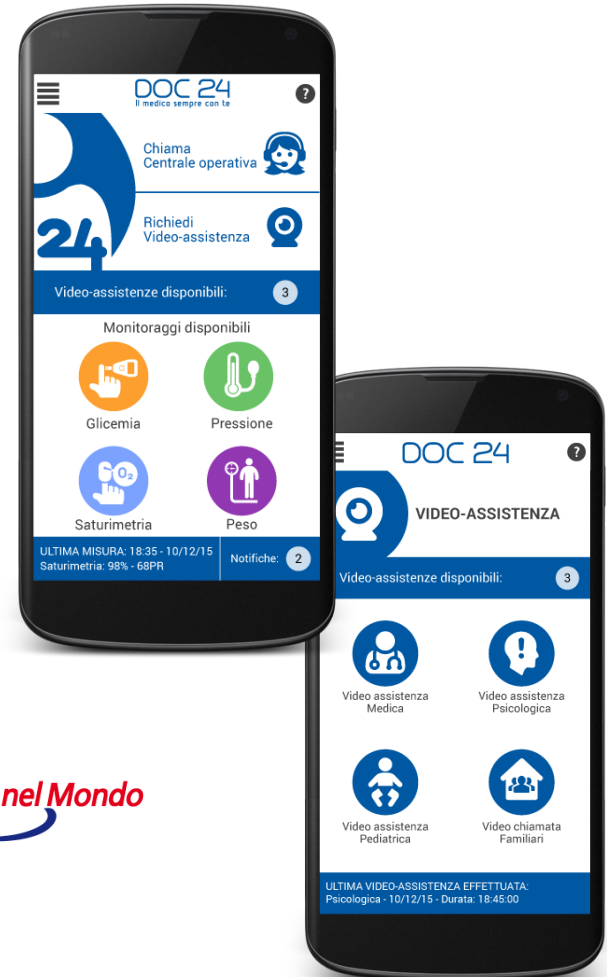 DOC 24
Il medico sempre con te
?
Chiama
Centrale operativa
Richiedi
Video-assistenza
24
Video-assistenze disponibili:
3
Monitoraggi disponibili
Glicemia
Pressione
O2
Saturimetria
Peso
ULTIMA MISURA: 18:35 - 10/12/15
Saturimetria: 98% - 68PR
Notifiche: 2
DOC 24
?
VIDEO-ASSISTENZA
Video-assistenze disponibili:
3
Video assistenza
Medica
Video assistenza
Psicologica
Video assistenza
Pediatrica
Video chiamata
Familiari
ULTIMA VIDEO-ASSISTENZA EFFETTUATA:
Psicologica - 10/12/15 - Durata: 18:45:00
nel Mondo